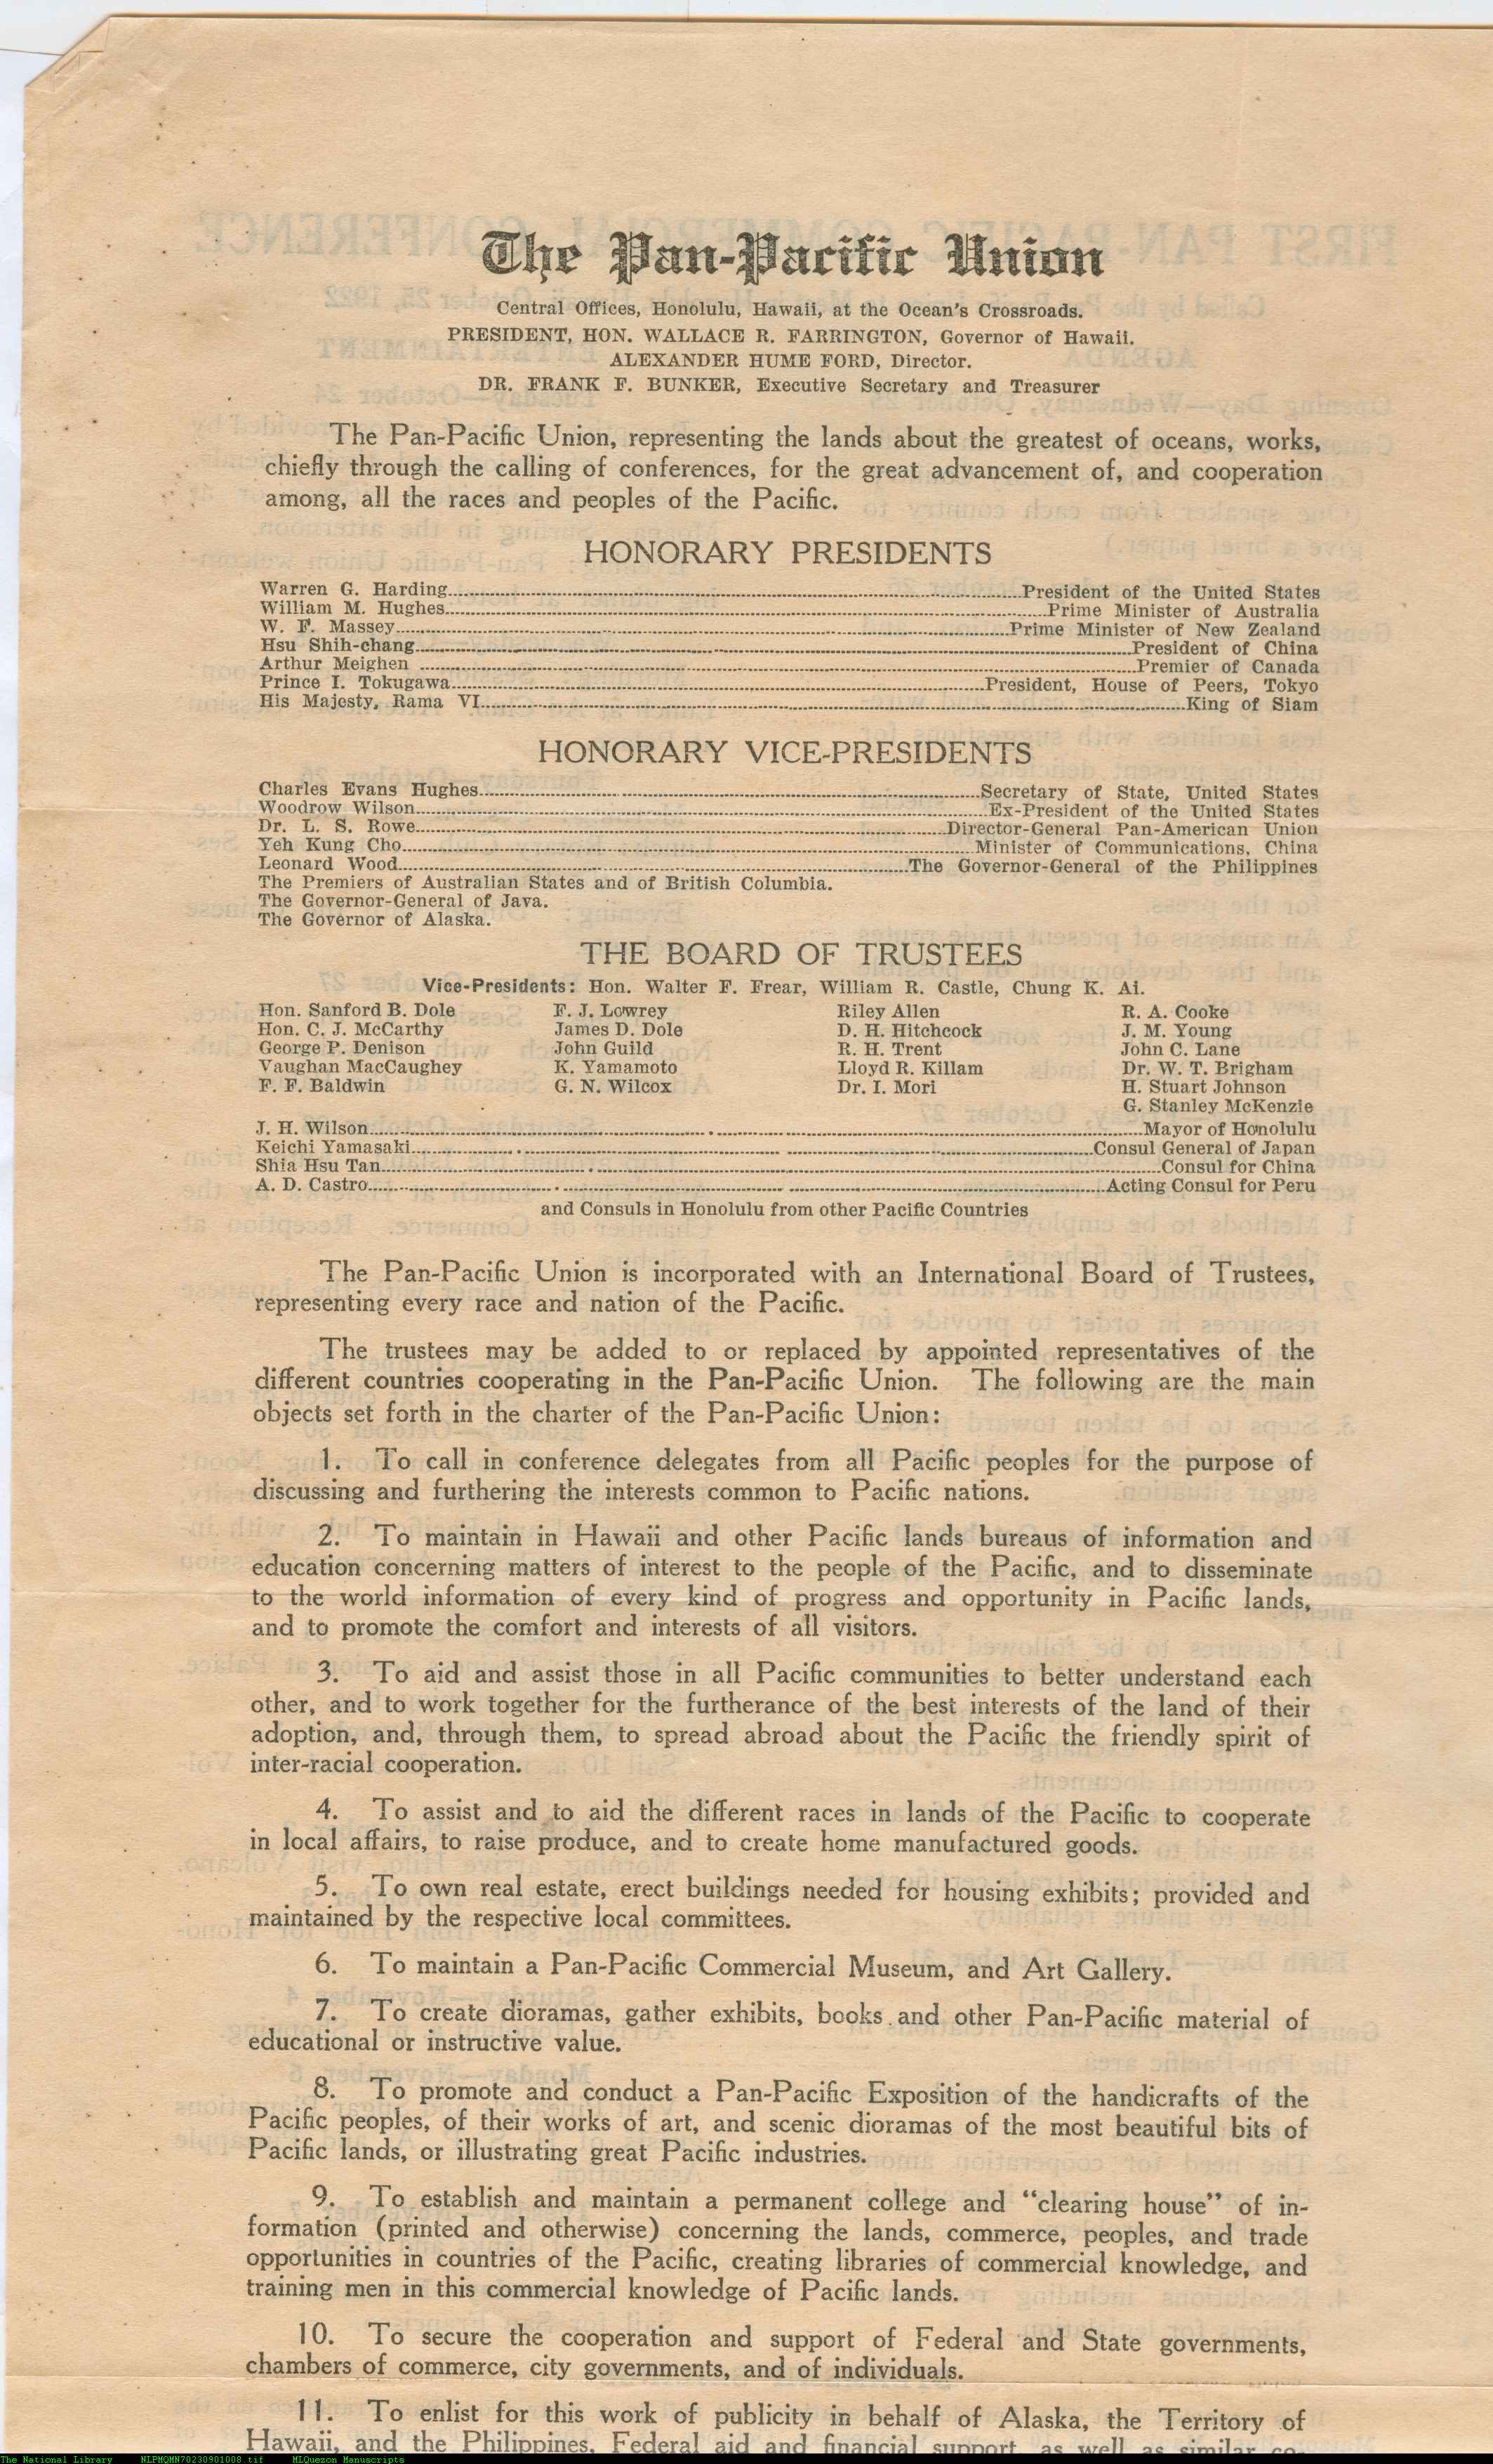 The Pan-Pacific Union
Central Offices, Honolulu, Hawaii, at the Ocean's Crossroads.
PRESIDENT, HON. WALLACE R. FARRINGTON, Governor of Hawaii.
ALEXANDER HUME FORD, Director.
DR. FRANK F. BUNKER, Executive Secretary and Treasurer
The Pan-Pacific Union, representing the lands about the greatest of oceans, works,
chiefly through the calling of conferences, for the great advancement of, and cooperation
among, all the races and peoples of the Pacific.
HONORARY PRESIDENTS
Warren G. Harding........President of the United States
William M. Hughes........Prime Minister of Australia
W. F. Massey........Prime Minister of New Zealand
Hsu Shih-chang........President of China
Arthur Meighen ........Premier of Canada
Prince I. Tokugawa........President, House of Peers, Tokyo
His Majesty, Rama VI........King of Siam
HONORARY VICE-PRESIDENTS
Charles Evans Hughes........Secretary of State, United States
Woodrow Wilson........Ex-President of the United States
Dr. L. S. Rowe........Director-General Pan-American Union
Yeh Kung Cho........Minister of Communications, China
Leonard Wood........The Governor-General of the Philippines
The Premiers of Australian States and of British Columbia.
The Governor-General of Java.
The Governor of Alaska.
THE BOARD OF TRUSTEES
Vice-Presidents: Hon. Walter F. Frear, William R. Castle, Chung K. Ai.
Hon. Sanford B. Dole F. J. Lowrey Riley Allen R. A. Cooke
Hon. C. J. McCarthy James D. Dole D. H. Hitchcock J. M. Young
George P. Denison John Guild R. H. Trent John C. Lane
Vaughan MacCaughey K. Yamamoto Lloyd R. Killam Dr. W. T. Brigham
F. F. Baldwin G. N. Wilcox Dr. I. Mori H. Stuart Johnson
G. Stanley McKenzie
J. H. Wilson........Mayor of Honolulu
Keichi Yamasaki........Consul General of Japan
Shia Hsu Tan........Consul for China
A. D. Castro........Acting Consul for Peru
and Consuls in Honolulu from other Pacific Countries
The Pan-Pacific Union is incorporated with an International Board of Trustees,
representing every race and nation of the Pacific.
The trustees may be added to or replaced by appointed representatives of the
different countries cooperating in the Pan-Pacific Union. The following are the main
objects set forth in the charter of the Pan-Pacific Union:
1. To call in conference delegates from all Pacific peoples for the purpose of
discussing and furthering the interests common to Pacific nations.
2. To maintain in Hawaii and other Pacific lands bureaus of information and
education concerning matters of interest to the people of the Pacific, and to disseminate
to the world information of every kind of progress and opportunity in Pacific lands,
and to promote the comfort and interests of all visitors.
3. To aid and assist those in all Pacific communities to better understand each
other, and to work together for the furtherance of the best interests of the land of their
adoption, and, through them, to spread abroad about the Pacific the friendly spirit of
inter-racial cooperation.
4. To assist and to aid the different races in lands of the Pacific to cooperate
in local affairs, to raise produce, and to create home manufactured goods.
5. To own real estate, erect buildings needed for housing exhibits; provided and
maintained by the respective local committees.
6. To maintain a Pan-Pacific Commercial Museum, and Art Gallery.
7. To create dioramas, gather exhibits, books and other Pan-Pacific material of
educational or instructive value.
8. To promote and conduct a Pan-Pacific Exposition of the handicrafts of the
Pacific peoples, of their works of art, and scenic dioramas of the most beautiful bits of
Pacific lands, or illustrating great Pacific industries.
9. To establish and maintain a permanent college and “clearing house” of in-
formation (printed and otherwise) concerning the lands, commerce, peoples, and trade
opportunities in countries of the Pacific, creating libraries of commercial knowledge, and
training men in this commercial knowledge of Pacific lands.
10. To secure the cooperation and support of Federal and State governments,
chambers of commerce, city governments, and of individuals.
11. To enlist for this work of publicity in behalf of Alaska, the Territory of
Hawaii, and the Philippines, Federal aid and financial support, as well as similar co-
The National Library NLPMQMN70230901008.tif MLQuezon Manuscripts